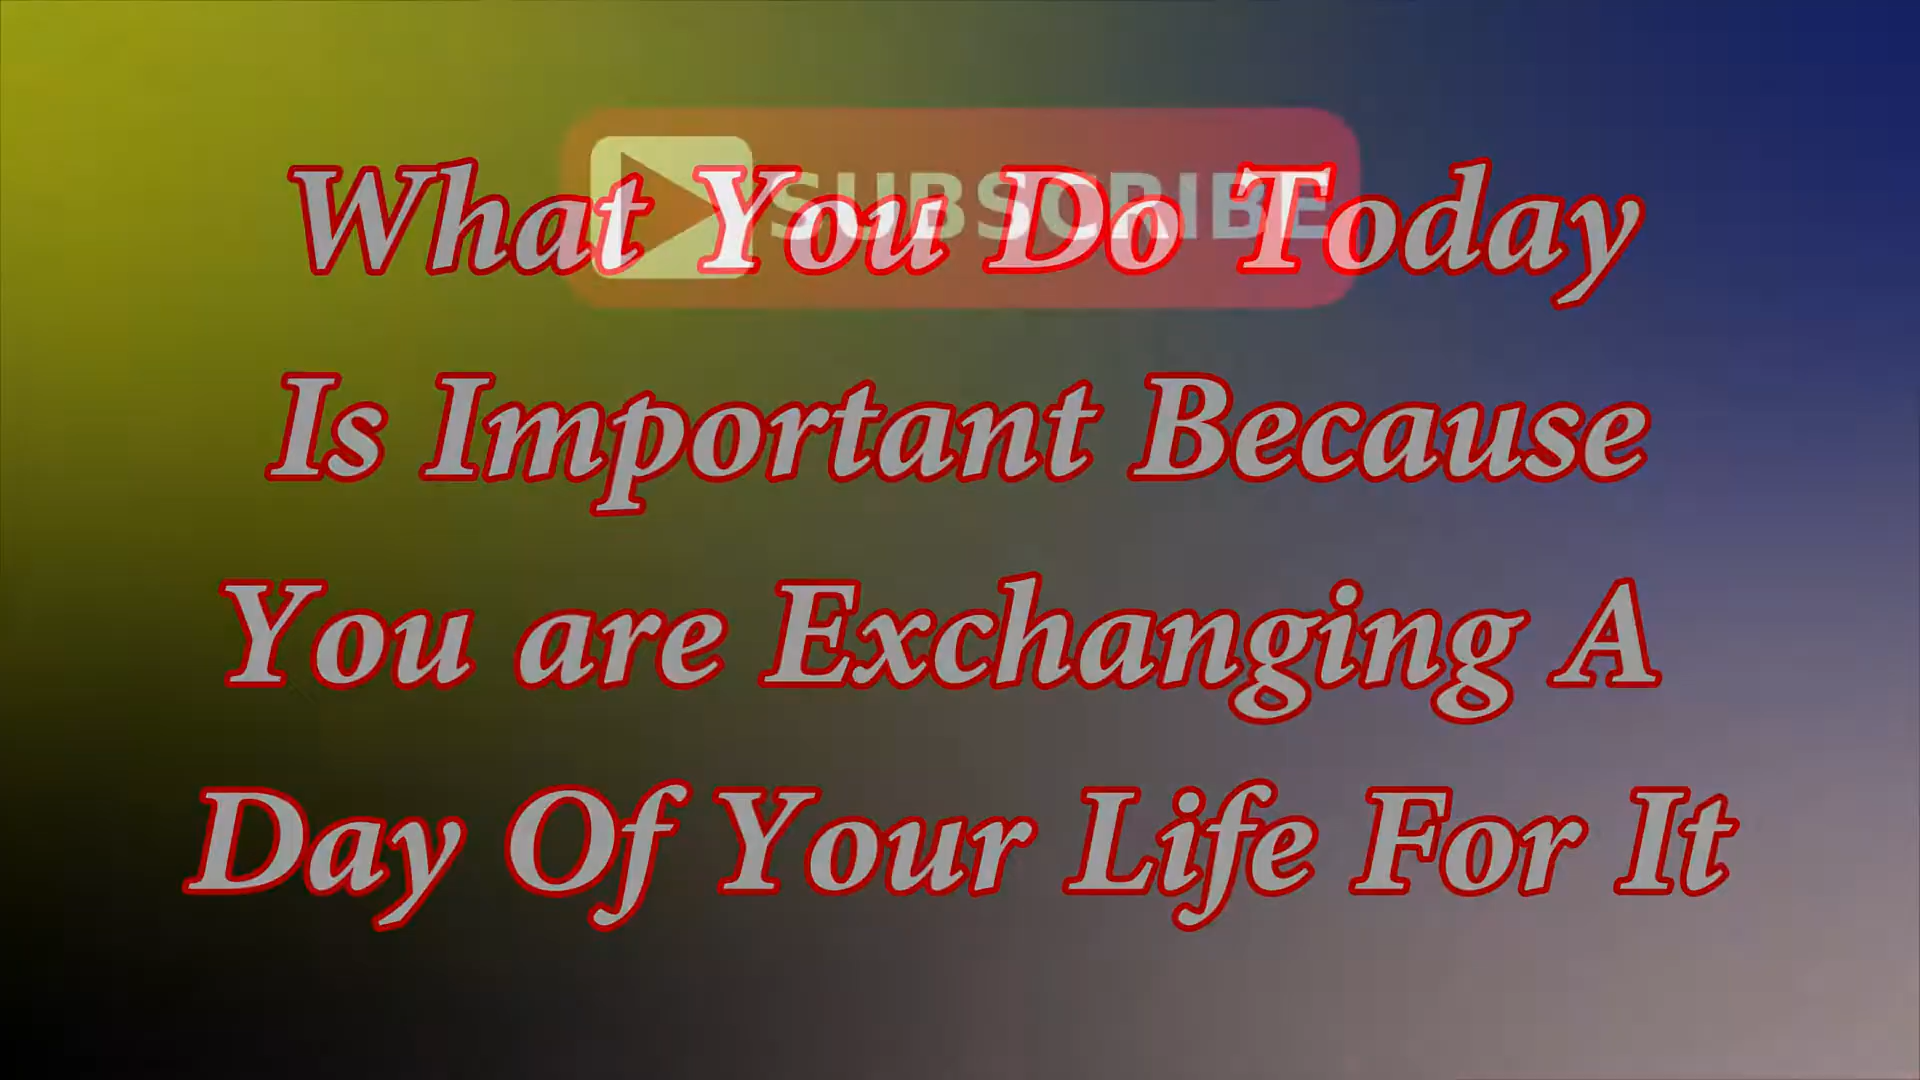 SUBSCRIBE
What You Do Today
Is Important Because
You are Exchanging A
Day Of Your Life For It